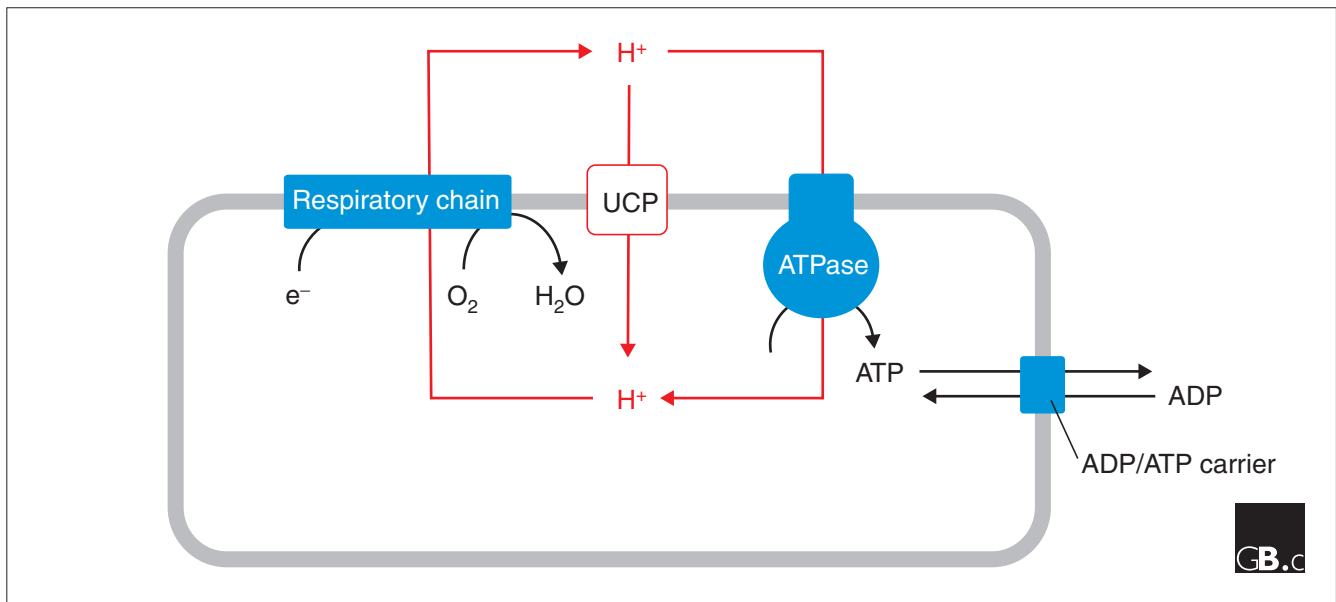 H⁺
Respiratory chain
UCP
ATPase
e⁻
O₂
H₂O
ATP
H⁺
ADP
ADP/ATP carrier
GB.c